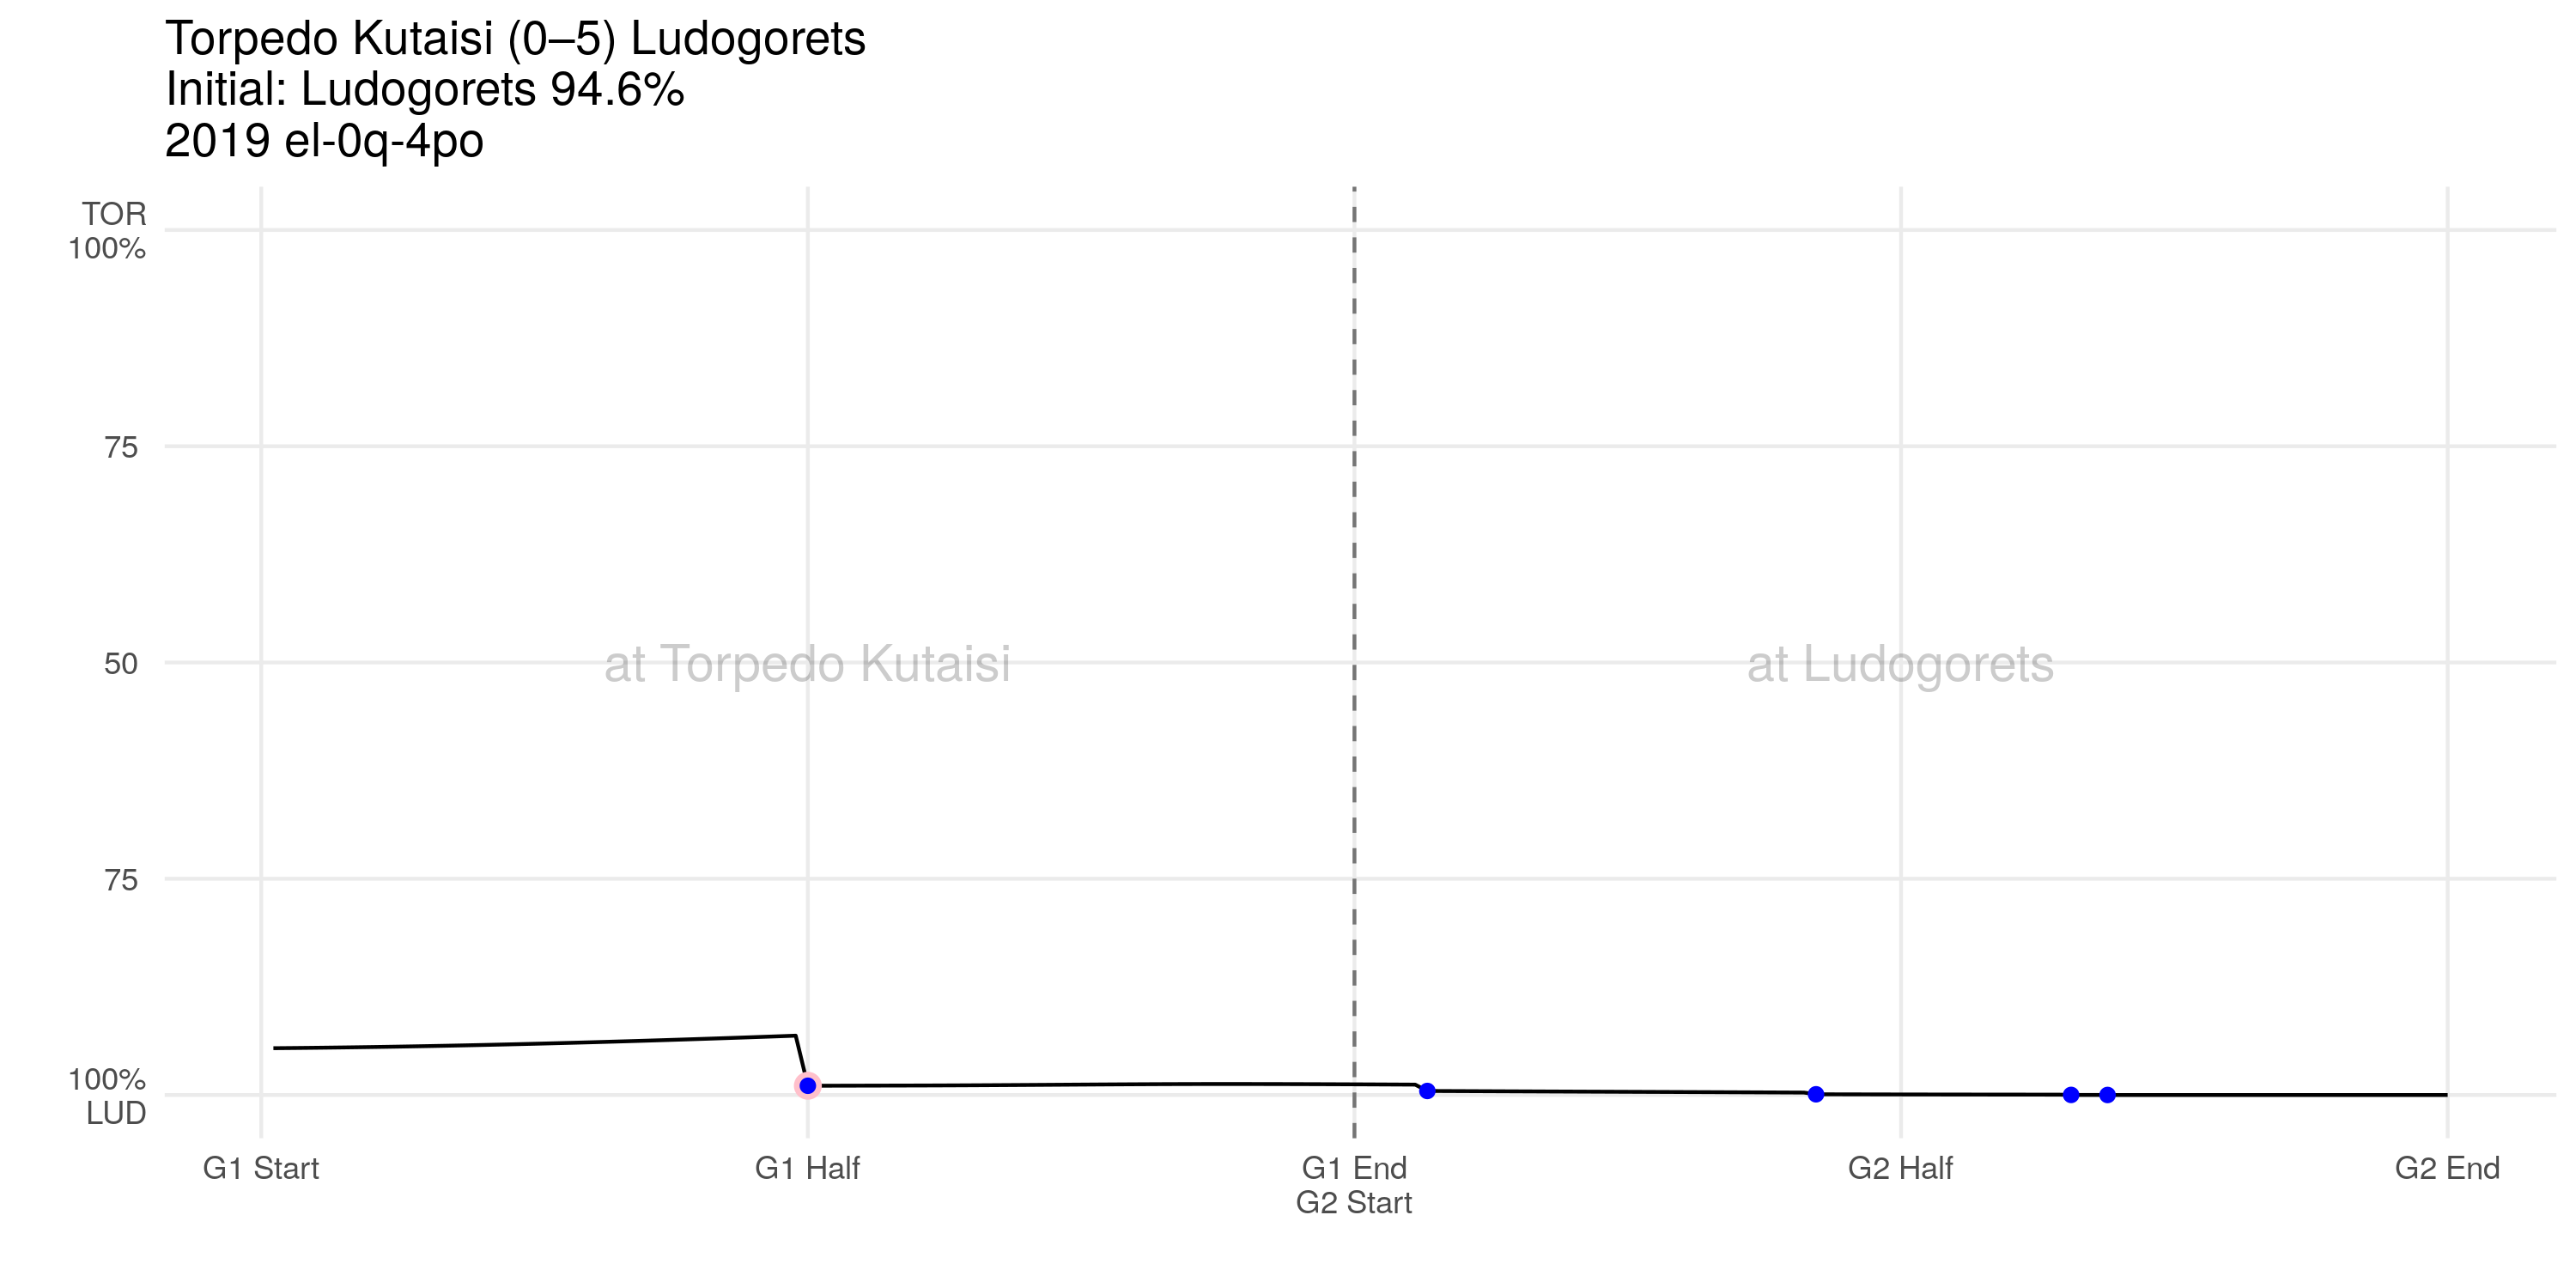 Torpedo Kutaisi (0–5) Ludogorets
Initial: Ludogorets 94.6%
2019 el-0q-4po
TOR
100%
75
50
75
100%
LUD
at Torpedo Kutaisi
at Ludogorets
G1 Start
G1 Half
G1 End
G2 Start
G2 Half
G2 End